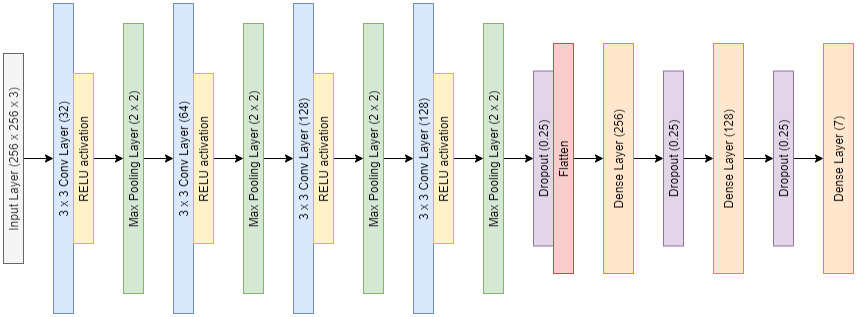 Input Layer (256 x 256 x 3)
3 x 3 Conv Layer (32)
RELU activation
Max Pooling Layer (2 x 2)
3 x 3 Conv Layer (64)
RELU activation
Max Pooling Layer (2 x 2)
3 x 3 Conv Layer (128)
RELU activation
Max Pooling Layer (2 x 2)
3 x 3 Conv Layer (128)
RELU activation
Max Pooling Layer (2 x 2)
Dropout (0.25)
Flatten
Dense Layer (256)
Dropout (0.25)
Dense Layer (128)
Dropout (0.25)
Dense Layer (7)